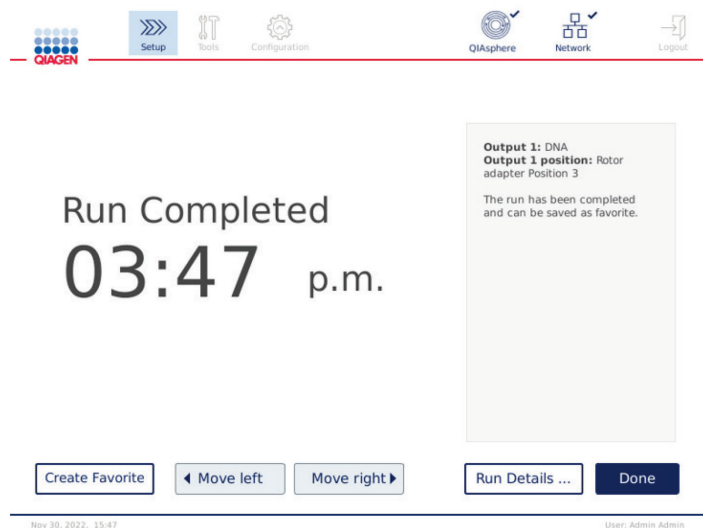 Setup
Tools
Configuration
QIAsphere
Network
Logout
QIAGEN
Run Completed
03:47 p.m.
Output 1: DNA
Output 1 position: Rotor
adapter Position 3
The run has been completed
and can be saved as favorite.
Create Favorite
Move left
Move right
Run Details ...
Done
Nov 30, 2022, 15:47
User: Admin Admin